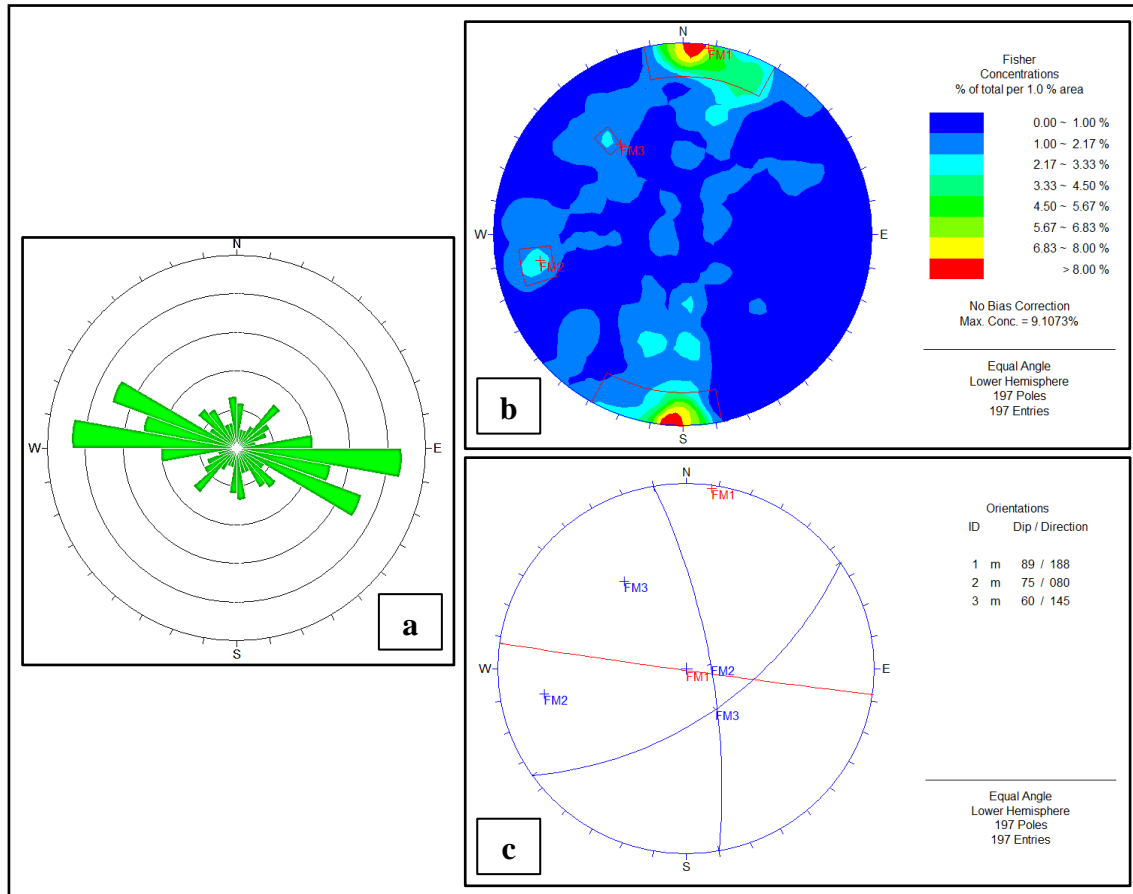 N
W
E
S
a
N
W
E
S
FM1
FM3
FM2
b
Fisher
Concentrations
% of total per 1.0 % area
0.00 ~ 1.00 %
1.00 ~ 2.17 %
2.17 ~ 3.33 %
3.33 ~ 4.50 %
4.50 ~ 5.67 %
5.67 ~ 6.83 %
6.83 ~ 8.00 %
> 8.00 %
No Bias Correction
Max. Conc. = 9.1073%
Equal Angle
Lower Hemisphere
197 Poles
197 Entries
N
W
E
S
FM1
FM3
FM2
FM1
FM2
FM3
c
Orientations
ID Dip / Direction
1 m 89 / 188
2 m 75 / 080
3 m 60 / 145
Equal Angle
Lower Hemisphere
197 Poles
197 Entries